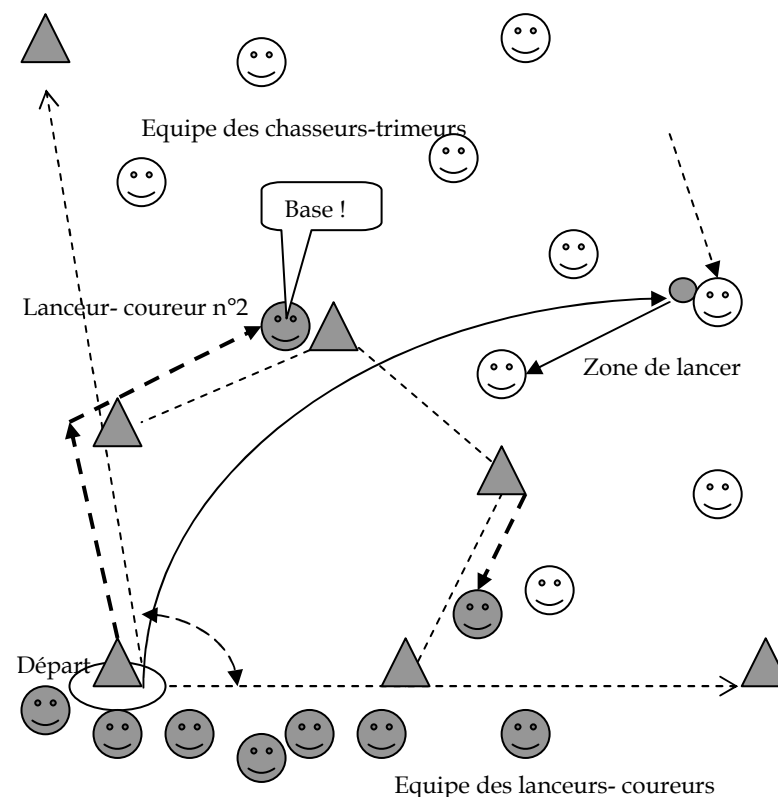 Equipe des chasseurs-trimeurs
Base !
Lanceur- coureur n°2
Zone de lancer
Départ
Equipe des lanceurs- coureurs